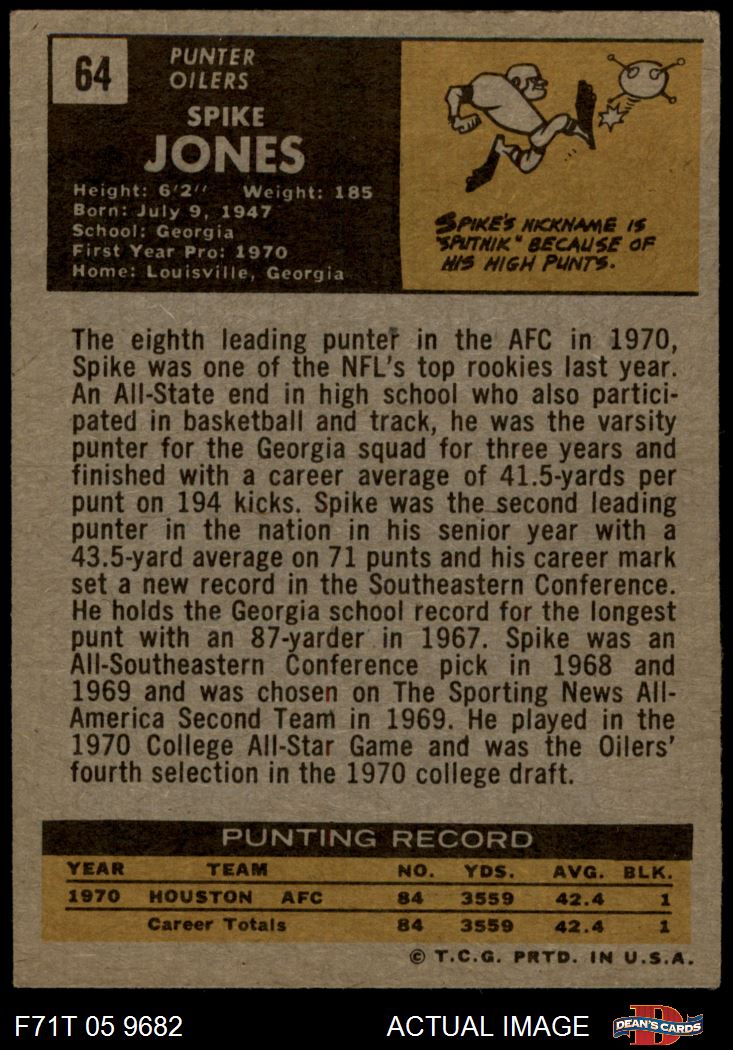 64
PUNTER
OILERS
SPIKE
JONES
Height: 6'2" Weight: 185
Born: July 9, 1947
School: Georgia
First Year Pro: 1970
Home: Louisville, Georgia
SPIKE'S NICKNAME IS
"SPUTNIK" BECAUSE OF
HIS HIGH PUNTS.
The eighth leading punter in the AFC in 1970,
Spike was one of the NFL's top rookies last year.
An All-State end in high school who also partici-
pated in basketball and track, he was the varsity
punter for the Georgia squad for three years and
finished with a career average of 41.5-yards per
punt on 194 kicks. Spike was the second leading
punter in the nation in his senior year with a
43.5-yard average on 71 punts and his career mark
set a new record in the Southeastern Conference.
He holds the Georgia school record for the longest
punt with an 87-yarder in 1967. Spike was an
All-Southeastern Conference pick in 1968 and
1969 and was chosen on The Sporting News All-
America Second Team in 1969. He played in the
1970 College All-Star Game and was the Oilers'
fourth selection in the 1970 college draft.
PUNTING RECORD
YEAR TEAM NO. YDS. AVG. BLK.
1970 HOUSTON AFC 84 3559 42.4 1
Career Totals 84 3559 42.4 1
© T.C.G. PRTD. IN U.S.A.
F71T 05 9682 ACTUAL IMAGE DEAN'S CARDS